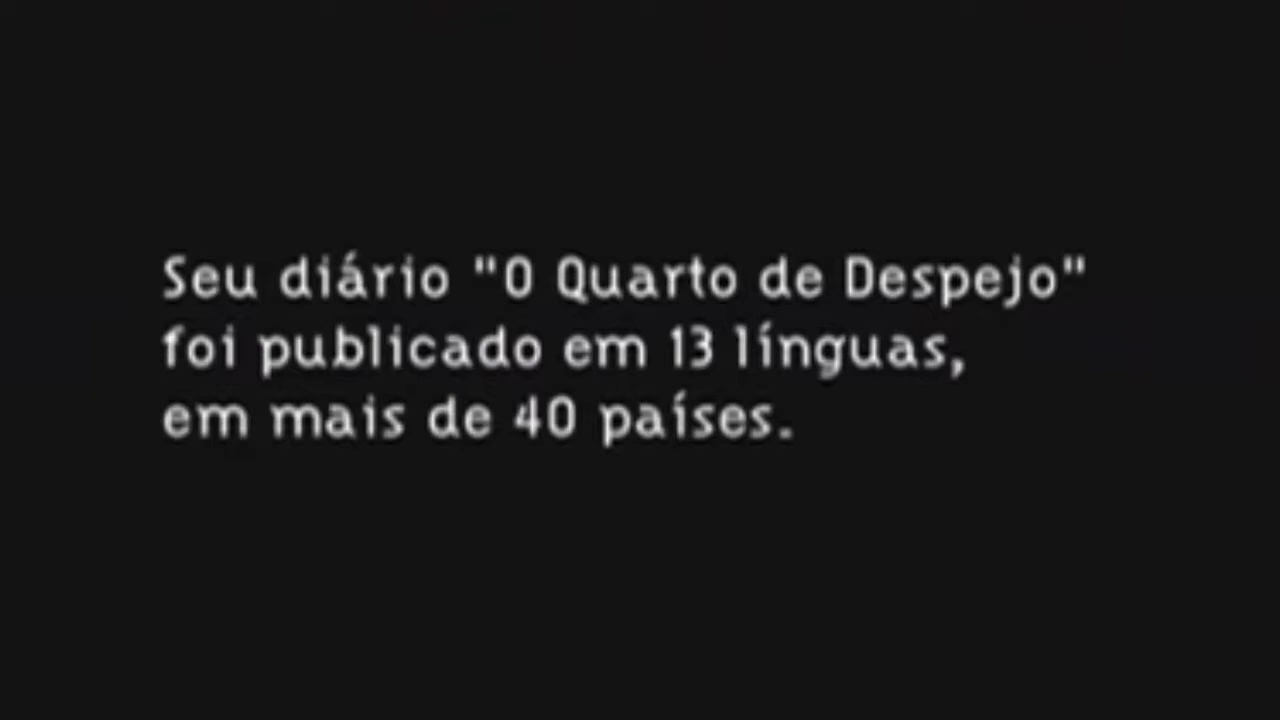 Seu diário "O Quarto de Despejo"
foi publicado em 13 línguas,
em mais de 40 países.